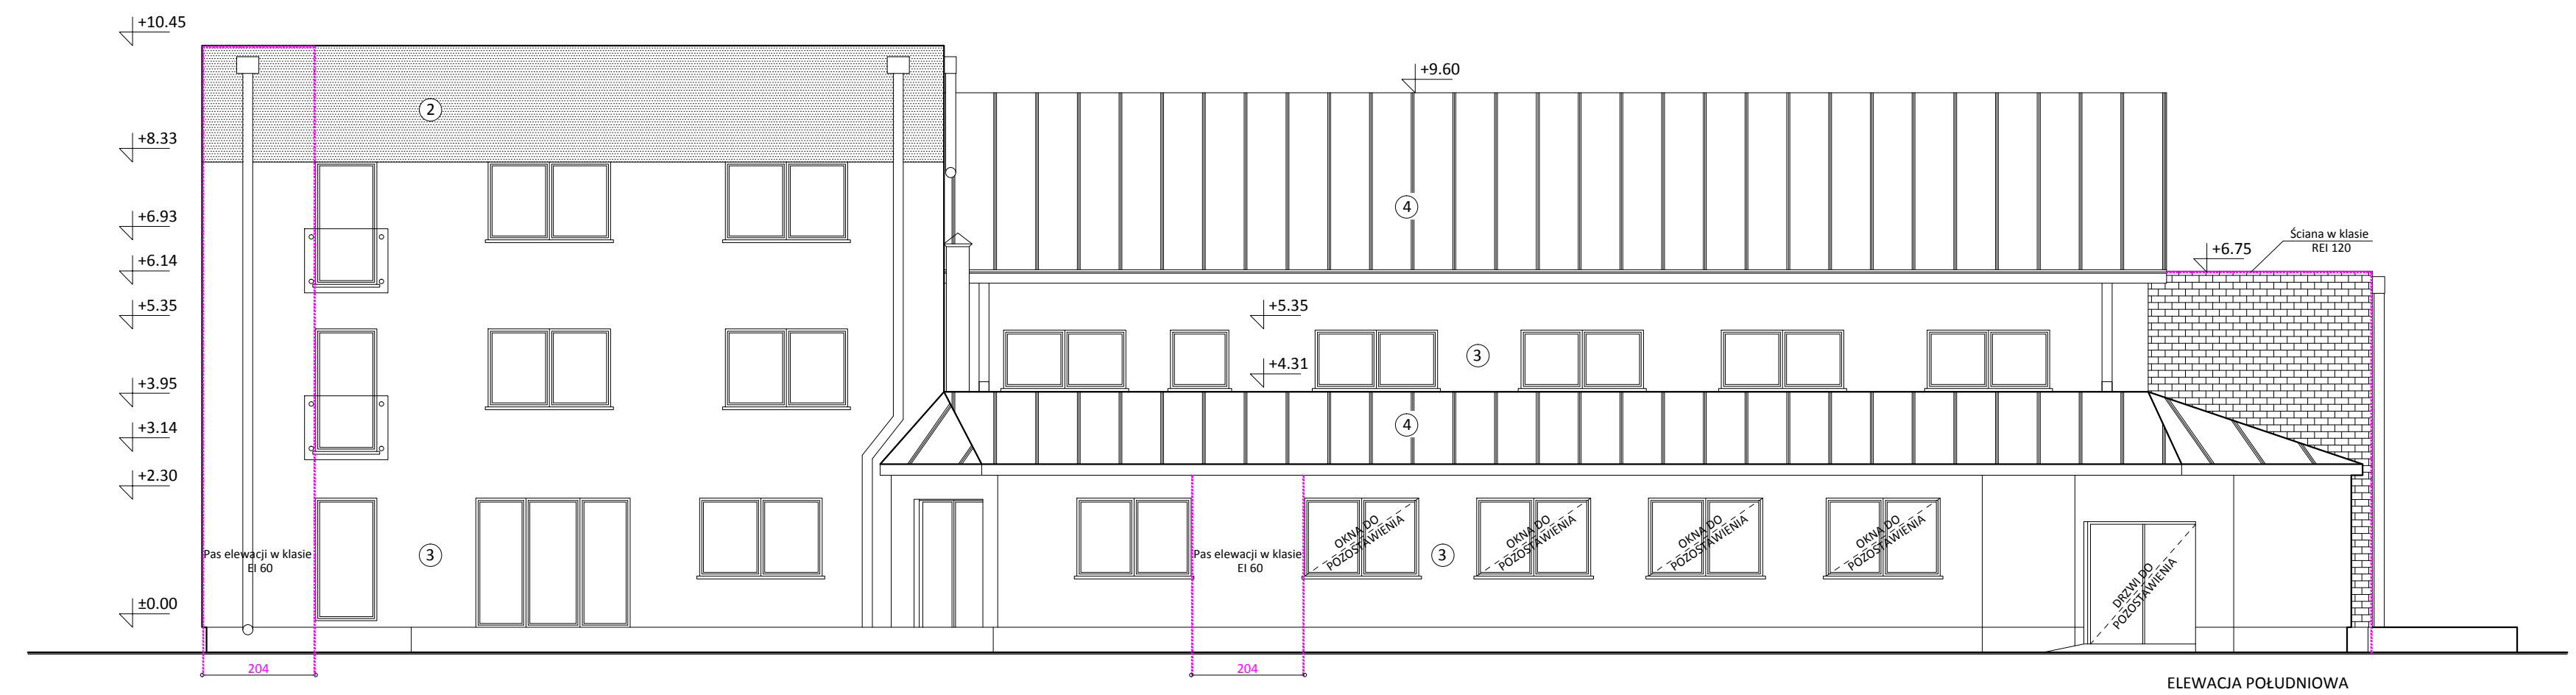 +10.45
+9.60
2
+8.33
+6.93
4
Ściana w klasie
REI 120
+6.75
+6.14
+5.35
+5.35
3
+4.31
+3.95
4
+3.14
+2.30
OKNA DO
POZOSTAWIENIA
OKNA DO
POZOSTAWIENIA
OKNA DO
POZOSTAWIENIA
OKNA DO
POZOSTAWIENIA
Pas elewacji w klasie
EI 60
3
Pas elewacji w klasie
EI 60
3
DRZWI DO
POZOSTAWIENIA
±0.00
204
204
ELEWACJA POŁUDNIOWA